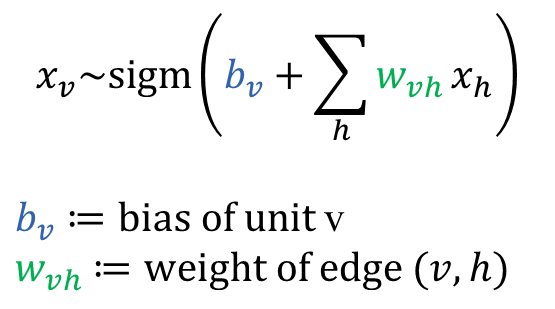 x_v~sigm(b_v + ∑_h w_vh x_h)
b_v ≔ bias of unit v
w_vh ≔ weight of edge (v, h)